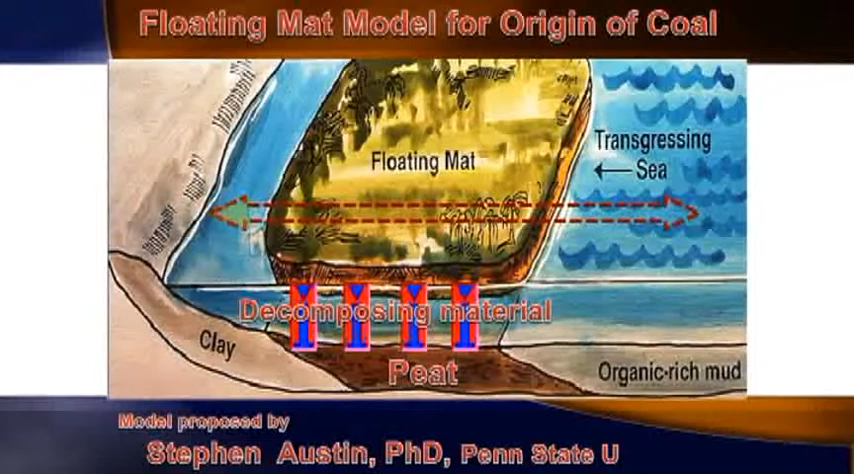 Floating Mat Model for Origin of Coal
Floating Mat
Transgressing
Sea
Decomposing material
Clay
Peat
Organic-rich mud
Model proposed by
Stephen Austin, PhD, Penn State U